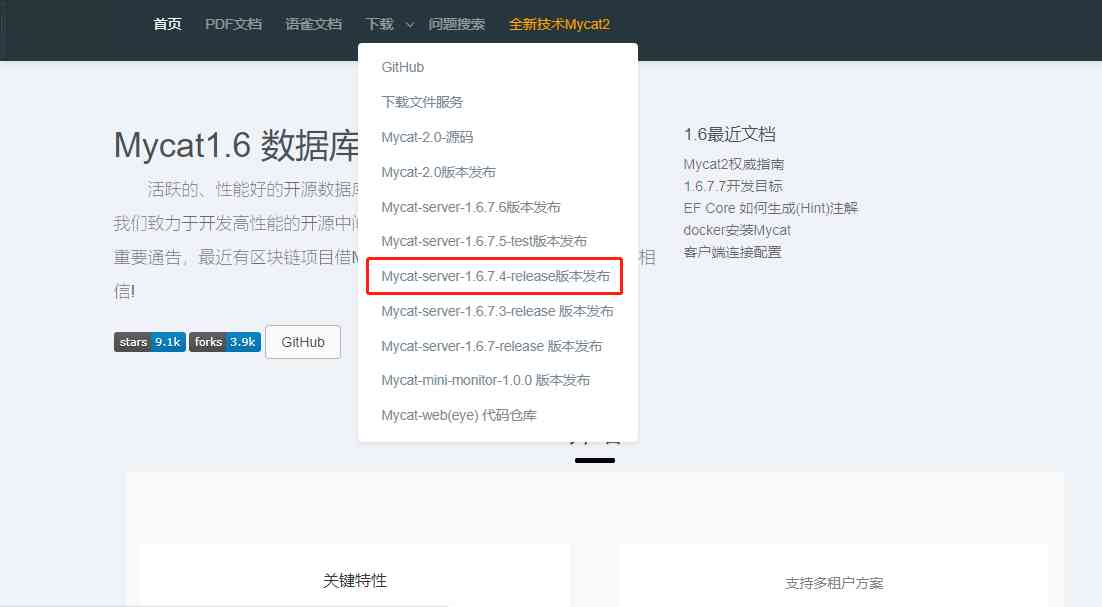 首页 PDF文档 语雀文档 下载 问题搜索 全新技术Mycat2
GitHub
下载文件服务
Mycat-2.0-源码
Mycat-2.0版本发布
Mycat-server-1.6.7.6版本发布
Mycat-server-1.6.7.5-test版本发布
Mycat-server-1.6.7.4-release版本发布
Mycat-server-1.6.7.3-release 版本发布
Mycat-server-1.6.7-release 版本发布
Mycat-mini-monitor-1.0.0 版本发布
Mycat-web(eye) 代码仓库
Mycat1.6 数据库
活跃的、性能好的开源数据库
我们致力于开发高性能的开源中间
重要通告，最近有区块链项目借M 相
信!
stars 9.1k forks 3.9k GitHub
1.6最近文档
Mycat2权威指南
1.6.7.7开发目标
EF Core 如何生成(Hint)注解
docker安装Mycat
客户端连接配置
关键特性
支持多租户方案